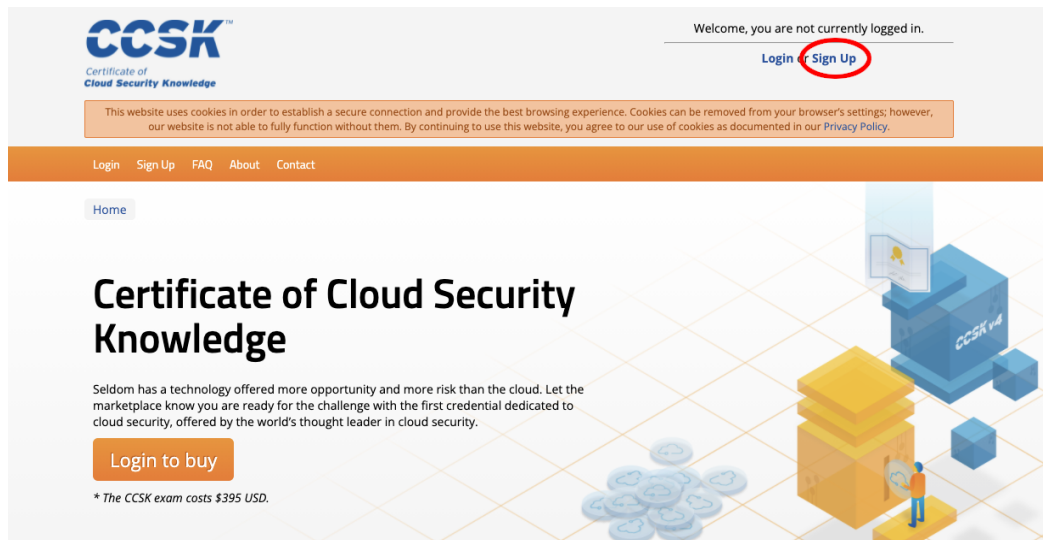 CCSK™
Certificate of
Cloud Security Knowledge
Welcome, you are not currently logged in.
Login or Sign Up
This website uses cookies in order to establish a secure connection and provide the best browsing experience. Cookies can be removed from your browser's settings; however,
our website is not able to fully function without them. By continuing to use this website, you agree to our use of cookies as documented in our Privacy Policy.
Login Sign Up FAQ About Contact
Home
Certificate of Cloud Security
Knowledge
Seldom has a technology offered more opportunity and more risk than the cloud. Let the
marketplace know you are ready for the challenge with the first credential dedicated to
cloud security, offered by the world's thought leader in cloud security.
Login to buy
* The CCSK exam costs $395 USD.
CCSK v4